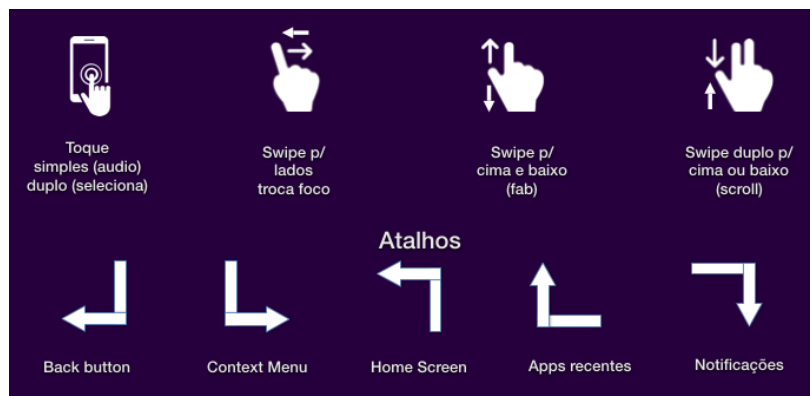 Toque
simples (audio)
duplo (seleciona)
Swipe p/
lados
troca foco
Swipe p/
cima e baixo
(fab)
Swipe duplo p/
cima ou baixo
(scroll)
Atalhos
Back button
Context Menu
Home Screen
Apps recentes
Notificações